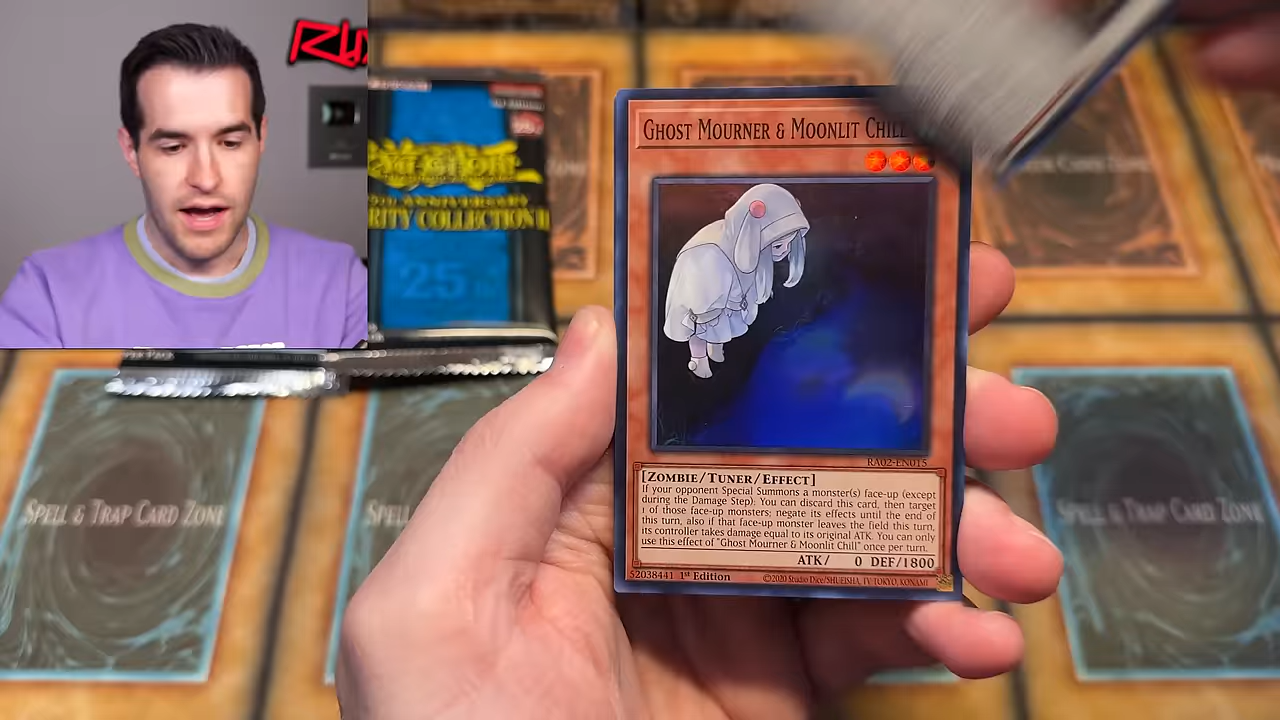 25TH ANNIVERSARY
RARITY COLLECTION II
25
PER PACK
GHOST MOURNER & MOONLIT CHILL
RA02-EN015
[ZOMBIE/TUNER/EFFECT]
If your opponent Special Summons a monster(s) face-up (except
during the Damage Step): You can discard this card, then target
1 of those face-up monsters; negate its effects until the end of
this turn, also if that face-up monster leaves the field this turn,
its controller takes damage equal to its original ATK. You can only
use this effect of "Ghost Mourner & Moonlit Chill" once per turn.
ATK/ 0 DEF/1800
52038441 1st Edition ©2020 Studio Dice/SHUEISHA, TV TOKYO, KONAMI
SPELL & TRAP CARD ZONE
SPELL &
SPELL & TRAP CARD ZONE